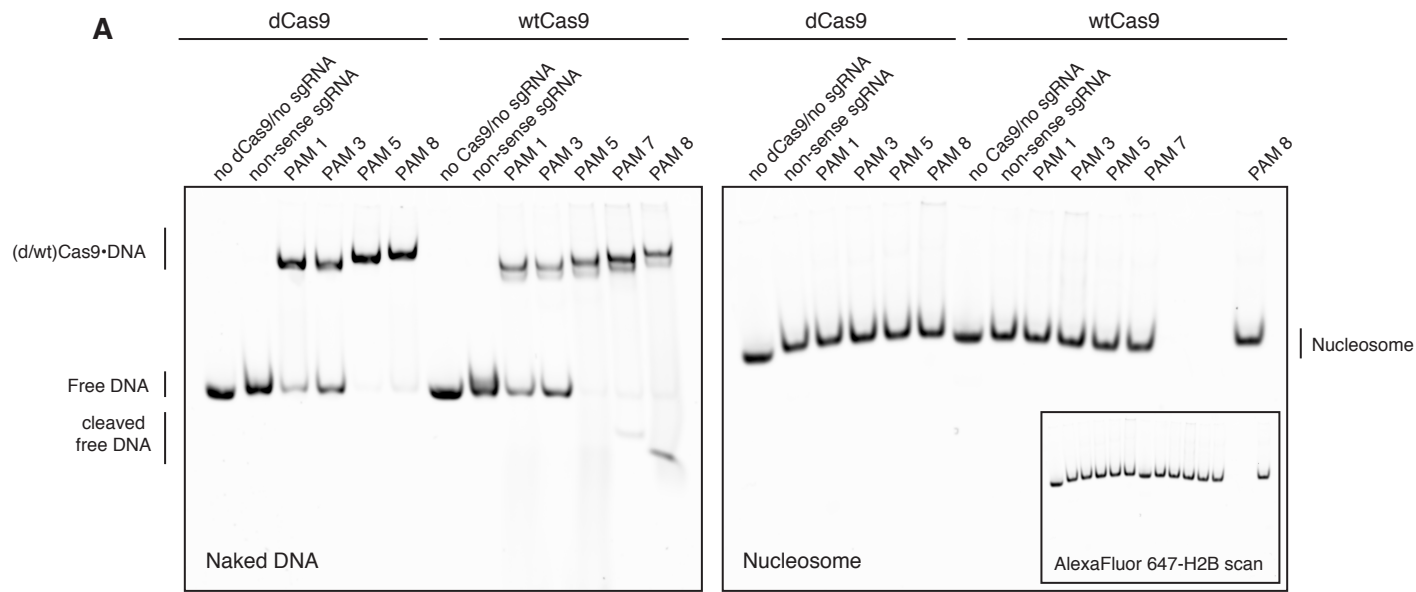 A
dCas9
wtCas9
dCas9
wtCas9
no dCas9/no sgRNA
non-sense sgRNA
PAM 1
PAM 3
PAM 5
PAM 8
no Cas9/no sgRNA
non-sense sgRNA
PAM 1
PAM 3
PAM 5
PAM 7
PAM 8
no dCas9/no sgRNA
non-sense sgRNA
PAM 1
PAM 3
PAM 5
PAM 8
no Cas9/no sgRNA
non-sense sgRNA
PAM 1
PAM 3
PAM 5
PAM 7
PAM 8
(d/wt)Cas9•DNA
Free DNA
cleaved
free DNA
Nucleosome
Naked DNA
Nucleosome
AlexaFluor 647-H2B scan